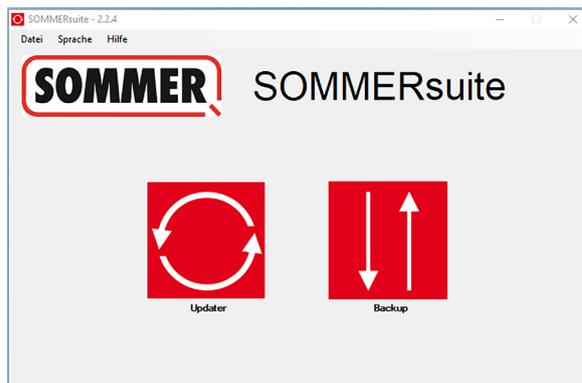 SOMMERsuite - 2.2.4
Datei Sprache Hilfe
SOMMER SOMMERsuite
Updater Backup